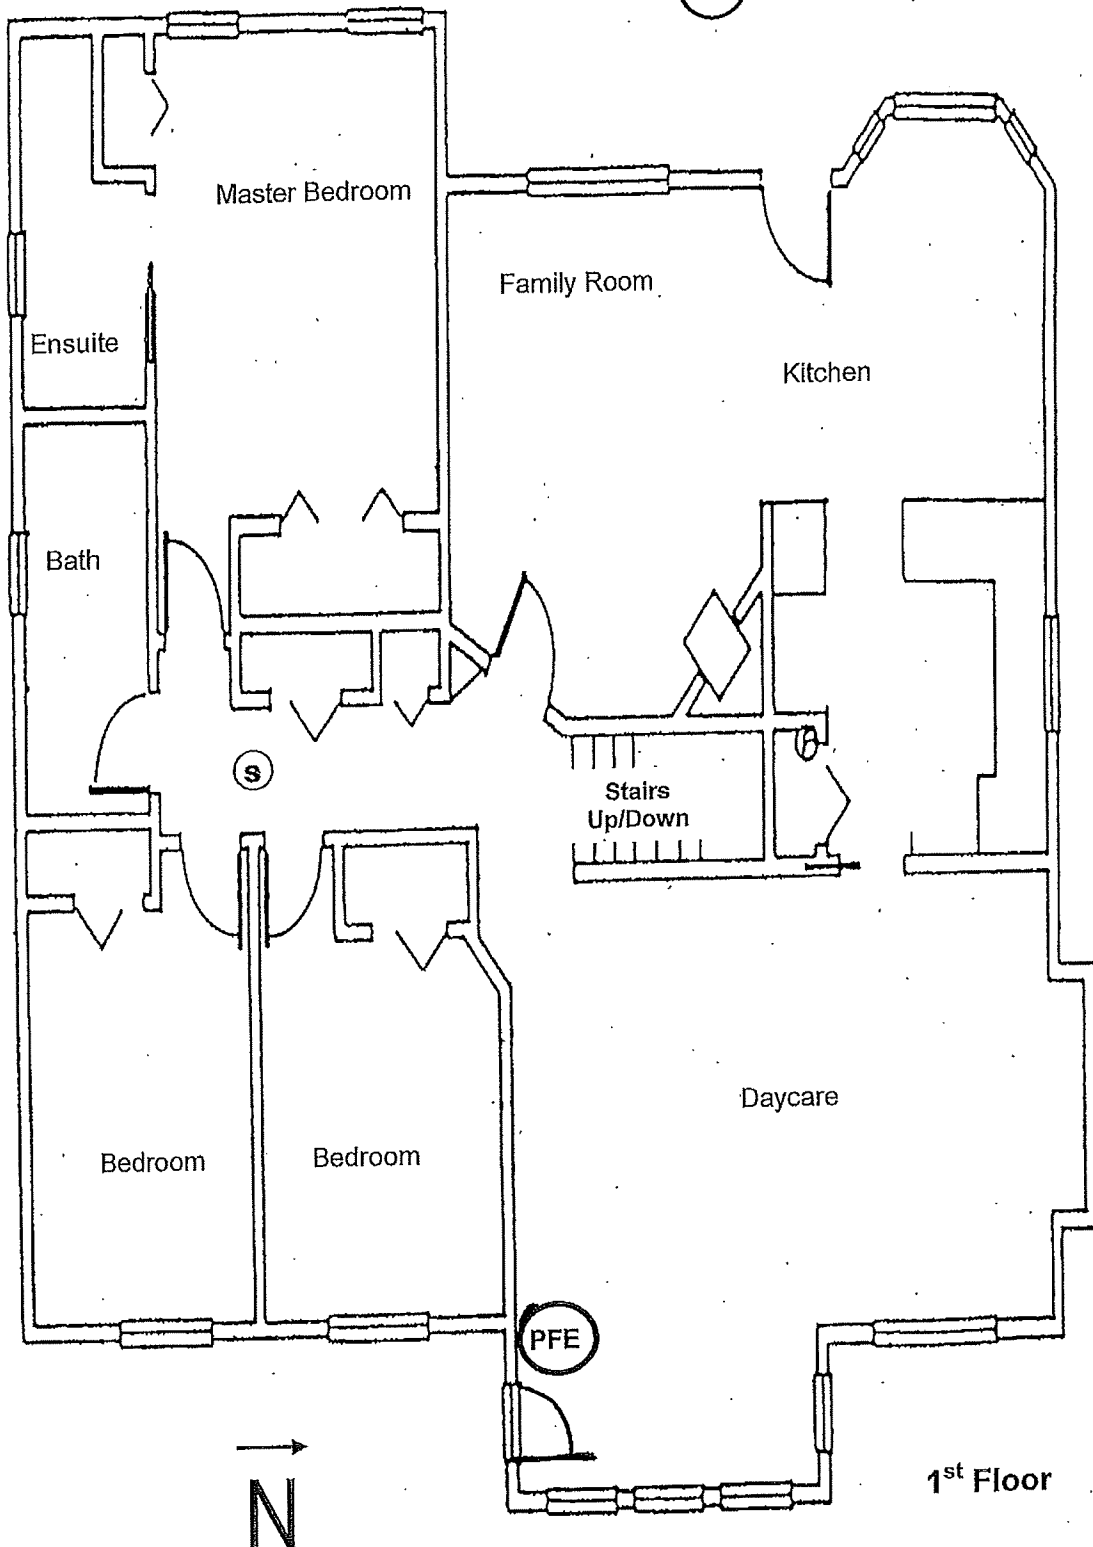 Master Bedroom
Family Room
Ensuite
Kitchen
Bath
S
Stairs
Up/Down
Daycare
Bedroom
Bedroom
PFE
1st Floor
N